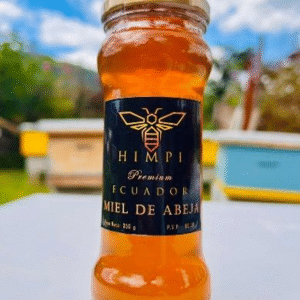 HIMPI
Premium
ECUADOR
MIEL DE ABEJA
P.V.P.